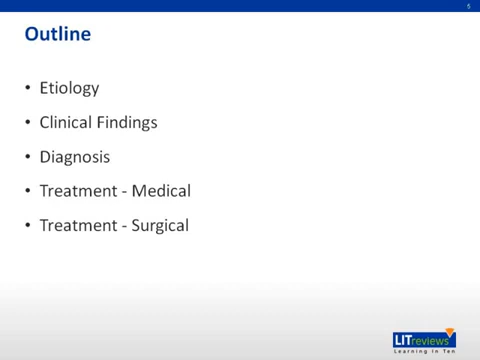 5
Outline
• Etiology
• Clinical Findings
• Diagnosis
• Treatment - Medical
• Treatment - Surgical
LITreviews
Learning in Ten